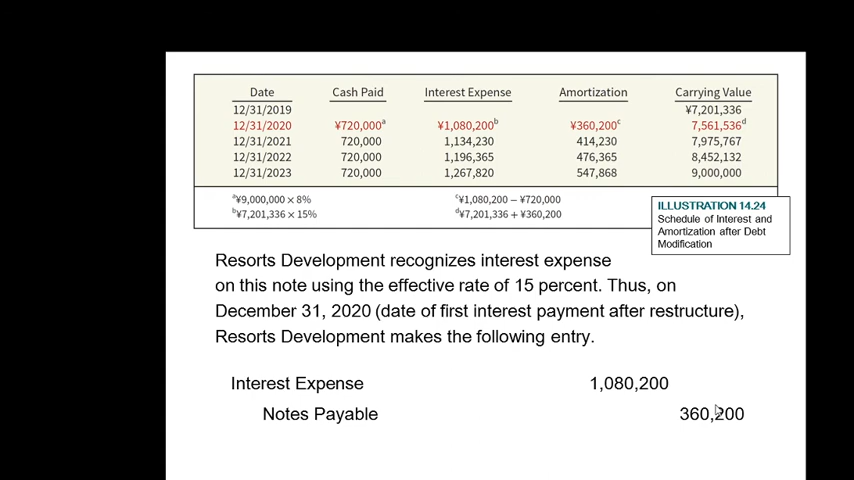 Date Cash Paid Interest Expense Amortization Carrying Value
12/31/2019 ¥7,201,336
12/31/2020 ¥720,000a ¥1,080,200b ¥360,200c 7,561,536d
12/31/2021 720,000 1,134,230 414,230 7,975,767
12/31/2022 720,000 1,196,365 476,365 8,452,132
12/31/2023 720,000 1,267,820 547,868 9,000,000
a¥9,000,000 × 8% c¥1,080,200 − ¥720,000
b¥7,201,336 × 15% d¥7,201,336 + ¥360,200
ILLUSTRATION 14.24
Schedule of Interest and
Amortization after Debt
Modification
Resorts Development recognizes interest expense
on this note using the effective rate of 15 percent. Thus, on
December 31, 2020 (date of first interest payment after restructure),
Resorts Development makes the following entry.
Interest Expense 1,080,200
Notes Payable 360,200